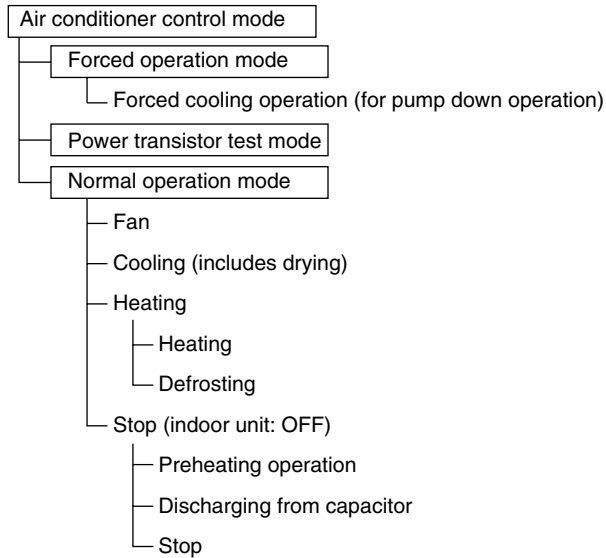 Air conditioner control mode
Forced operation mode
Forced cooling operation (for pump down operation)
Power transistor test mode
Normal operation mode
Fan
Cooling (includes drying)
Heating
Heating
Defrosting
Stop (indoor unit: OFF)
Preheating operation
Discharging from capacitor
Stop